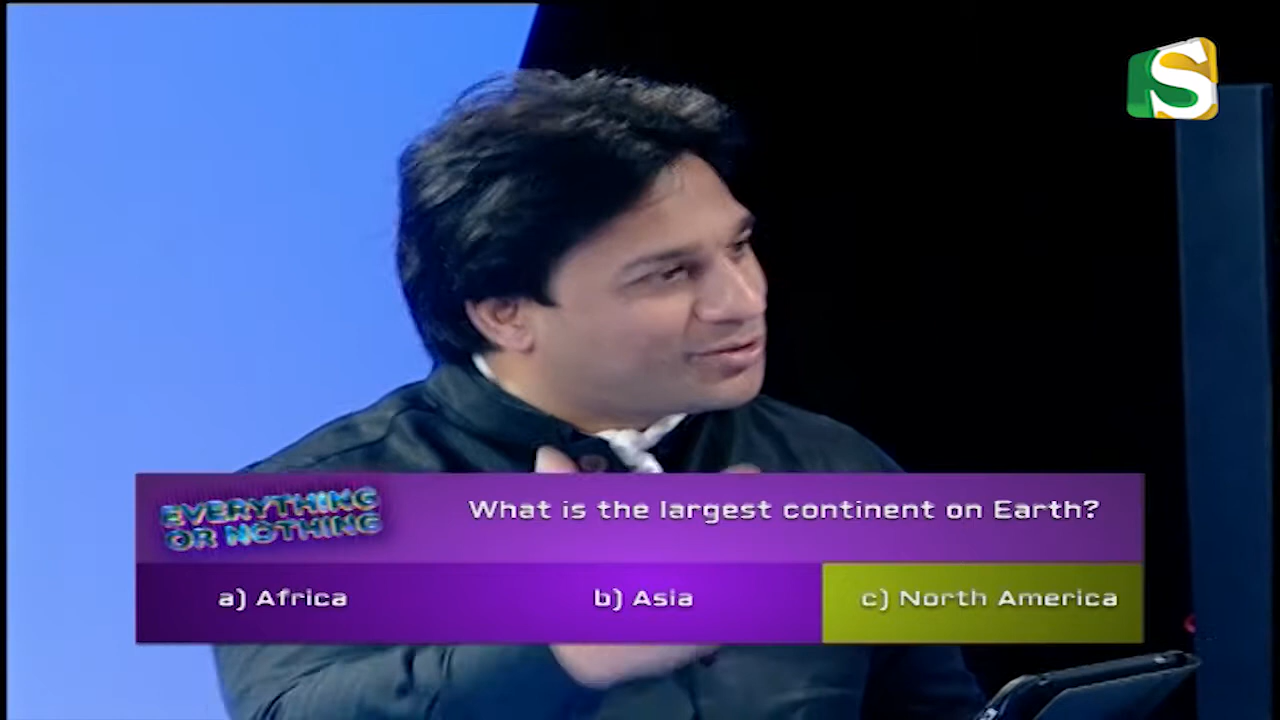 S
EVERYTHING
OR NOTHING
What is the largest continent on Earth?
a) Africa
b) Asia
c) North America